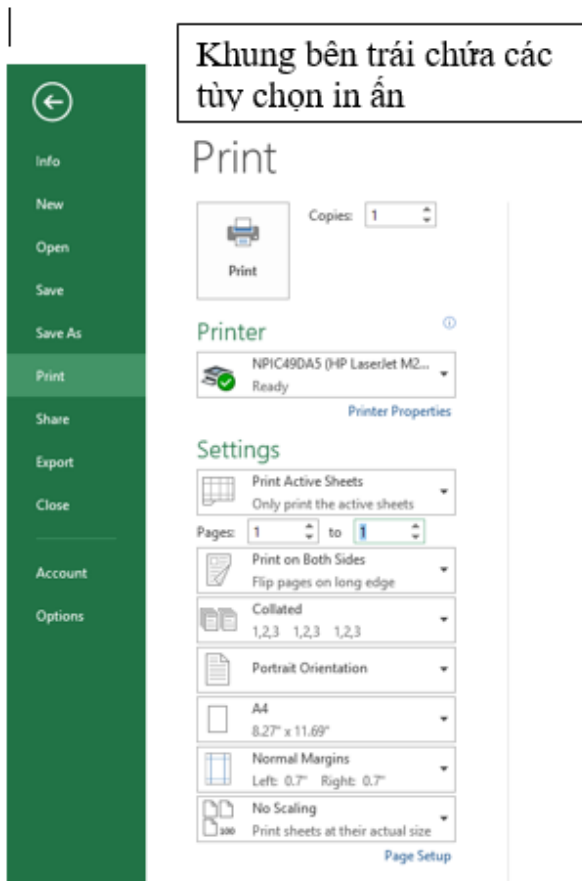 Khung bên trái chứa các
tùy chọn in ấn
Info
New
Open
Save
Save As
Print
Share
Export
Close
Account
Options
Print
Copies: 1
Print
Printer
NPIC49DA5 (HP LaserJet M2...
Ready
Printer Properties
Settings
Print Active Sheets
Only print the active sheets
Pages: 1 to 1
Print on Both Sides
Flip pages on long edge
Collated
1,2,3 1,2,3 1,2,3
Portrait Orientation
A4
8.27" x 11.69"
Normal Margins
Left: 0.7" Right: 0.7"
No Scaling
100
Print sheets at their actual size
Page Setup